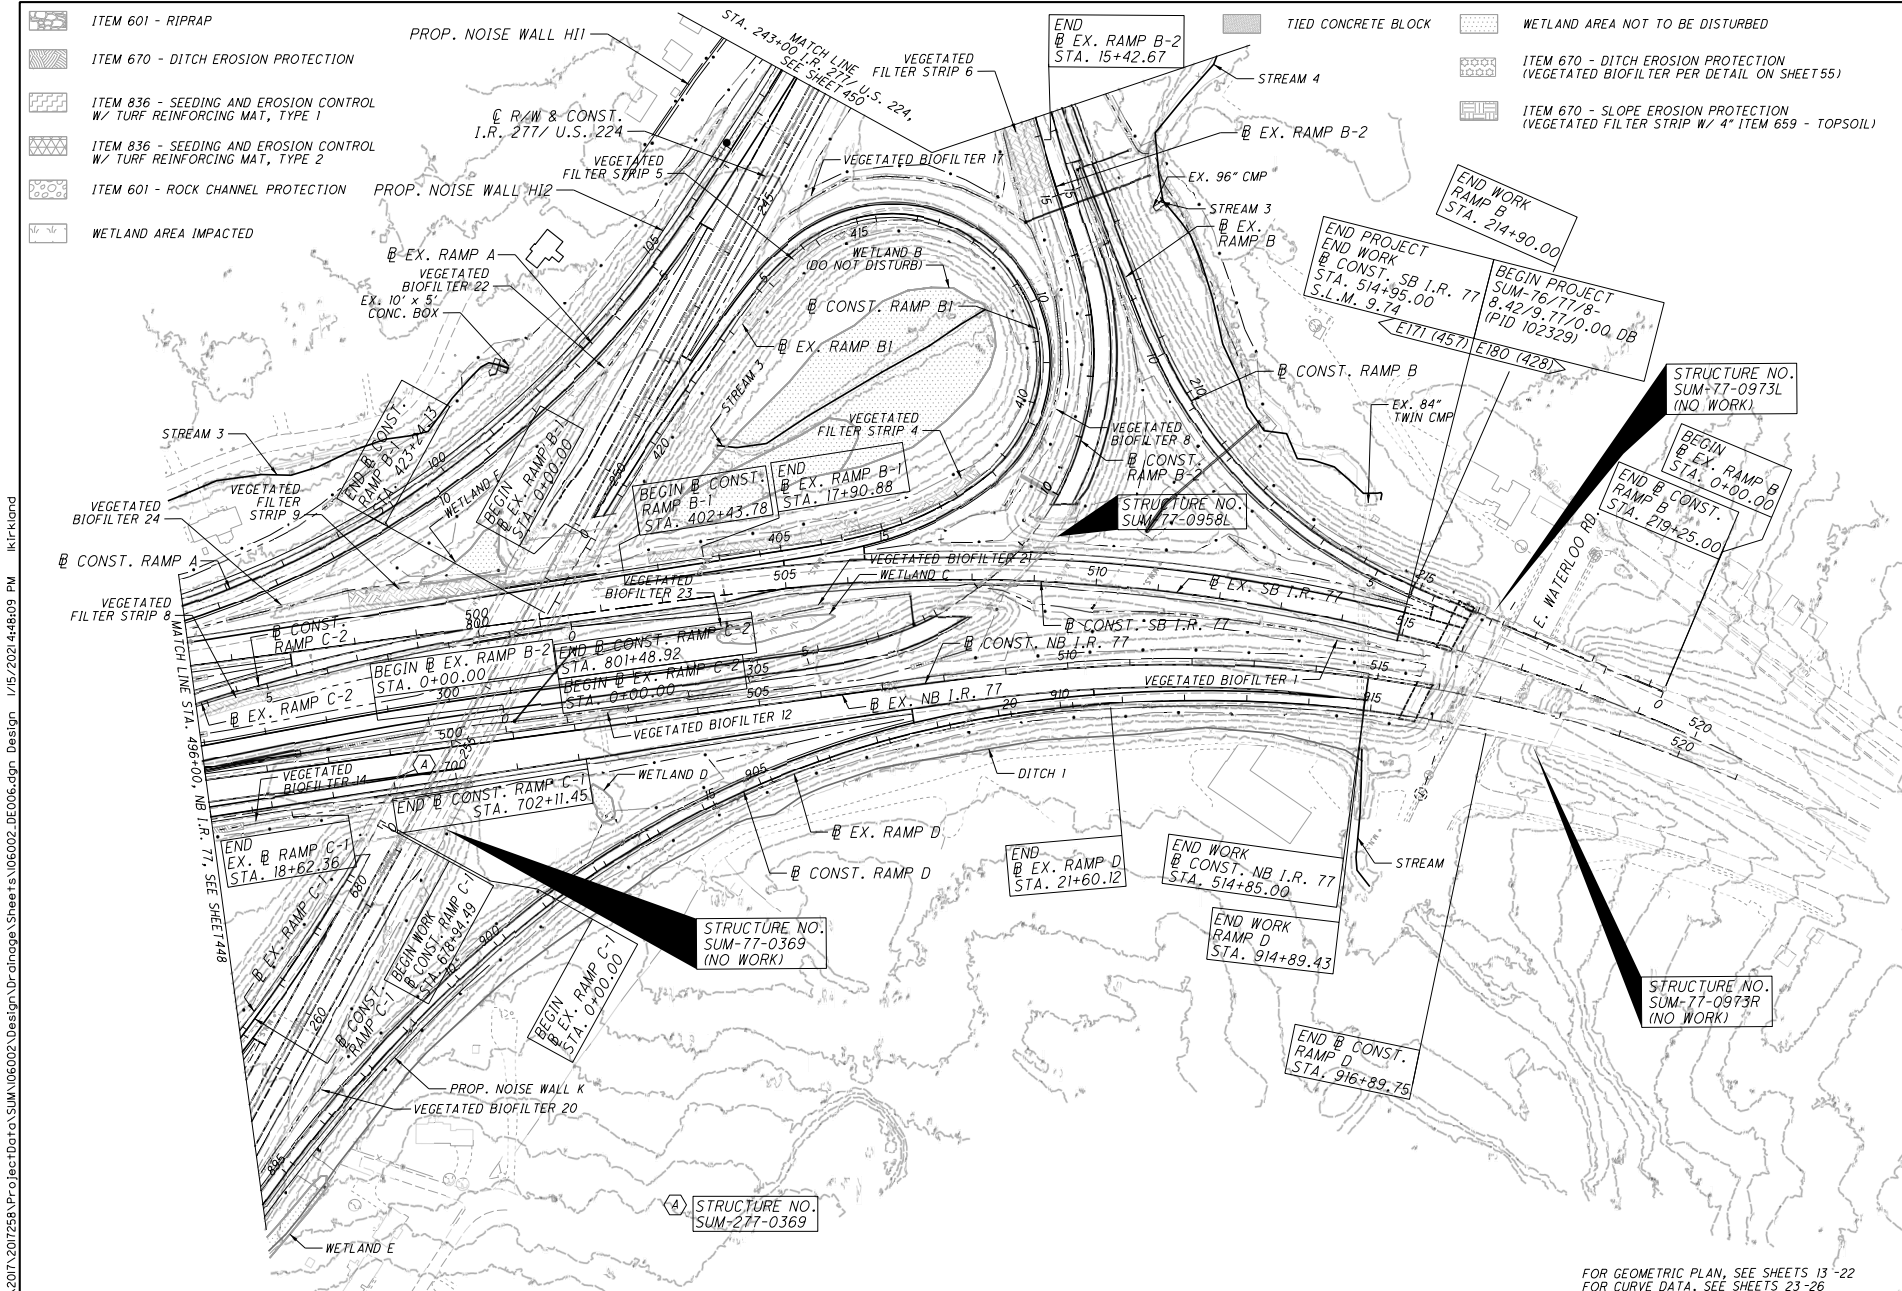 ITEM 601 - RIPRAP
ITEM 670 - DITCH EROSION PROTECTION
ITEM 836 - SEEDING AND EROSION CONTROL
W/ TURF REINFORCING MAT, TYPE 1
ITEM 836 - SEEDING AND EROSION CONTROL
W/ TURF REINFORCING MAT, TYPE 2
ITEM 601 - ROCK CHANNEL PROTECTION
WETLAND AREA IMPACTED
TIED CONCRETE BLOCK
WETLAND AREA NOT TO BE DISTURBED
ITEM 670 - DITCH EROSION PROTECTION
(VEGETATED BIOFILTER PER DETAIL ON SHEET 55)
ITEM 670 - SLOPE EROSION PROTECTION
(VEGETATED FILTER STRIP W/ 4" ITEM 659 - TOPSOIL)
PROP. NOISE WALL H11
MATCH LINE
STA. 243+00 I.R. 277/ U.S. 224,
SEE SHEET 450
VEGETATED
FILTER STRIP 6
END
℄ EX. RAMP B-2
STA. 15+42.67
STREAM 4
℄ R/W & CONST.
I.R. 277/ U.S. 224
VEGETATED
FILTER STRIP 5
VEGETATED BIOFILTER 17
℄ EX. RAMP B-2
EX. 96" CMP
STREAM 3
℄ EX.
RAMP B
PROP. NOISE WALL H12
℄ EX. RAMP A
VEGETATED
BIOFILTER 22
EX. 10' x 5'
CONC. BOX
WETLAND B
(DO NOT DISTURB)
℄ CONST. RAMP B1
℄ EX. RAMP B1
STREAM 3
VEGETATED
FILTER STRIP 4
END WORK
RAMP B
STA. 214+90.00
END PROJECT
END WORK
℄ CONST. SB I.R. 77
STA. 514+95.00
S.L.M. 9.74
BEGIN PROJECT
SUM-76/77/8-
8.42/9.77/0.00 DB
(PID 102329)
E171 (457)
E180 (428)
℄ CONST. RAMP B
EX. 84"
TWIN CMP
STRUCTURE NO.
SUM-77-0973L
(NO WORK)
BEGIN
℄ EX. RAMP B
STA. 0+00.00
END ℄ CONST.
RAMP B
STA. 219+25.00
E. WATERLOO RD.
VEGETATED
BIOFILTER 8
℄ CONST.
RAMP B-2
STRUCTURE NO.
SUM-77-0958L
STREAM 3
END ℄ CONST.
RAMP B-1
STA. 423+24.13
BEGIN
℄ EX. RAMP B-1
STA. 0+00.00
WETLAND F
BEGIN ℄ CONST.
RAMP B-1
STA. 402+43.78
END
℄ EX. RAMP B-1
STA. 17+90.88
VEGETATED
BIOFILTER 24
VEGETATED
FILTER
STRIP 9
℄ CONST. RAMP A
VEGETATED
FILTER STRIP 8
MATCH LINE STA. 496+00, NB I.R. 77, SEE SHEET 448
℄ CONST.
RAMP C-2
℄ EX. RAMP C-2
VEGETATED
BIOFILTER 23
VEGETATED BIOFILTER 21
WETLAND C
℄ EX. SB I.R. 77
℄ CONST. SB I.R. 77
℄ CONST. NB I.R. 77
BEGIN ℄ EX. RAMP B-2
STA. 0+00.00
END ℄ CONST. RAMP C-2
STA. 801+48.92
BEGIN ℄ EX. RAMP C-2
STA. 0+00.00
℄ EX. NB I.R. 77
VEGETATED BIOFILTER 1
VEGETATED BIOFILTER 12
VEGETATED
BIOFILTER 14
A
WETLAND D
END ℄ CONST. RAMP C-1
STA. 702+11.45
DITCH 1
END
EX. ℄ RAMP C-1
STA. 18+62.36
℄ EX. RAMP D
℄ CONST. RAMP D
END
℄ EX. RAMP D
STA. 21+60.12
END WORK
℄ CONST. NB I.R. 77
STA. 514+85.00
STREAM
END WORK
RAMP D
STA. 914+89.43
℄ EX. RAMP C-1
BEGIN WORK
℄ CONST. RAMP C-1
STA. 678+94.49
STRUCTURE NO.
SUM-77-0369
(NO WORK)
STRUCTURE NO.
SUM-77-0973R
(NO WORK)
℄ CONST.
RAMP C-1
BEGIN
℄ EX. RAMP C-1
STA. 0+00.00
END ℄ CONST.
RAMP D
STA. 916+89.75
PROP. NOISE WALL K
VEGETATED BIOFILTER 20
A
STRUCTURE NO.
SUM-277-0369
WETLAND E
FOR GEOMETRIC PLAN, SEE SHEETS 13 -22
FOR CURVE DATA, SEE SHEETS 23 -26
2017\2017258\ProjectData\SUM\106002\Design\Drainage\Sheets\106002_DE006.dgn Design 1/15/2021 4:48:09 PM lkirkland